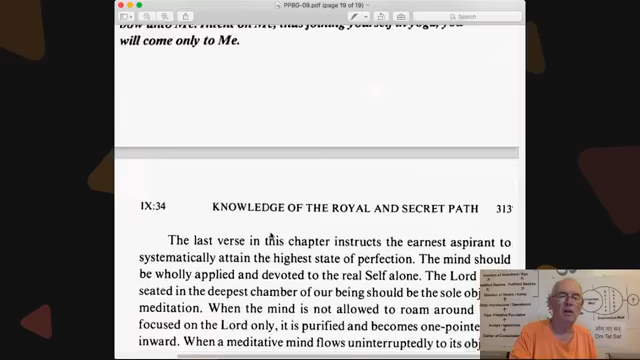 PPBG-09.pdf (page 19 of 19)
Search
bow unto Me. Intent on Me, thus joining yourself in yoga, you
will come only to Me.
IX:34 KNOWLEDGE OF THE ROYAL AND SECRET PATH 313
The last verse in this chapter instructs the earnest aspirant to
systematically attain the highest state of perfection. The mind should
be wholly applied and devoted to the real Self alone. The Lord
seated in the deepest chamber of our being should be the sole obj
meditation. When the mind is not allowed to roam around
focused on the Lord only, it is purified and becomes one-pointe
inward. When a meditative mind flows uninterruptedly to its obj
Om Tat Sat